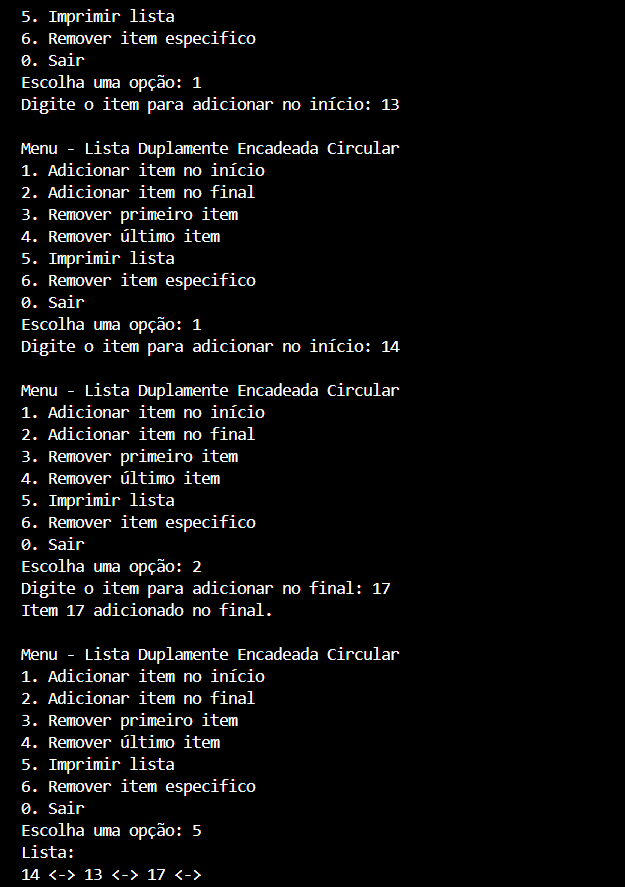 5. Imprimir lista
6. Remover item especifico
0. Sair
Escolha uma opção: 1
Digite o item para adicionar no início: 13

Menu - Lista Duplamente Encadeada Circular
1. Adicionar item no início
2. Adicionar item no final
3. Remover primeiro item
4. Remover último item
5. Imprimir lista
6. Remover item especifico
0. Sair
Escolha uma opção: 1
Digite o item para adicionar no início: 14

Menu - Lista Duplamente Encadeada Circular
1. Adicionar item no início
2. Adicionar item no final
3. Remover primeiro item
4. Remover último item
5. Imprimir lista
6. Remover item especifico
0. Sair
Escolha uma opção: 2
Digite o item para adicionar no final: 17
Item 17 adicionado no final.

Menu - Lista Duplamente Encadeada Circular
1. Adicionar item no início
2. Adicionar item no final
3. Remover primeiro item
4. Remover último item
5. Imprimir lista
6. Remover item especifico
0. Sair
Escolha uma opção: 5
Lista:
14 <-> 13 <-> 17 <->